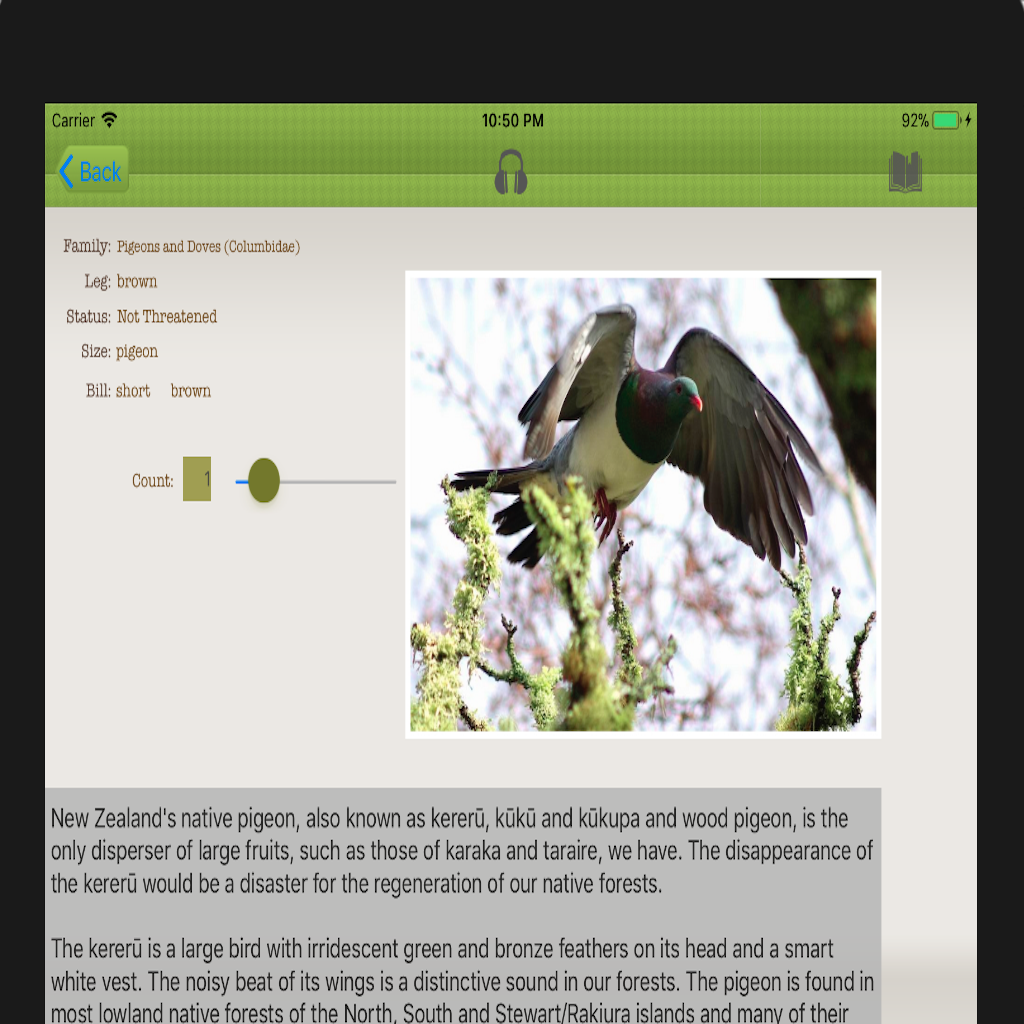 Carrier 10:50 PM 92%
Back
Family: Pigeons and Doves (Columbidae)
Leg: brown
Status: Not Threatened
Size: pigeon
Bill: short brown
Count: 1
New Zealand's native pigeon, also known as kererū, kūkū and kūkupa and wood pigeon, is the
only disperser of large fruits, such as those of karaka and taraire, we have. The disappearance of
the kererū would be a disaster for the regeneration of our native forests.
The kererū is a large bird with irridescent green and bronze feathers on its head and a smart
white vest. The noisy beat of its wings is a distinctive sound in our forests. The pigeon is found in
most lowland native forests of the North, South and Stewart/Rakiura islands and many of their